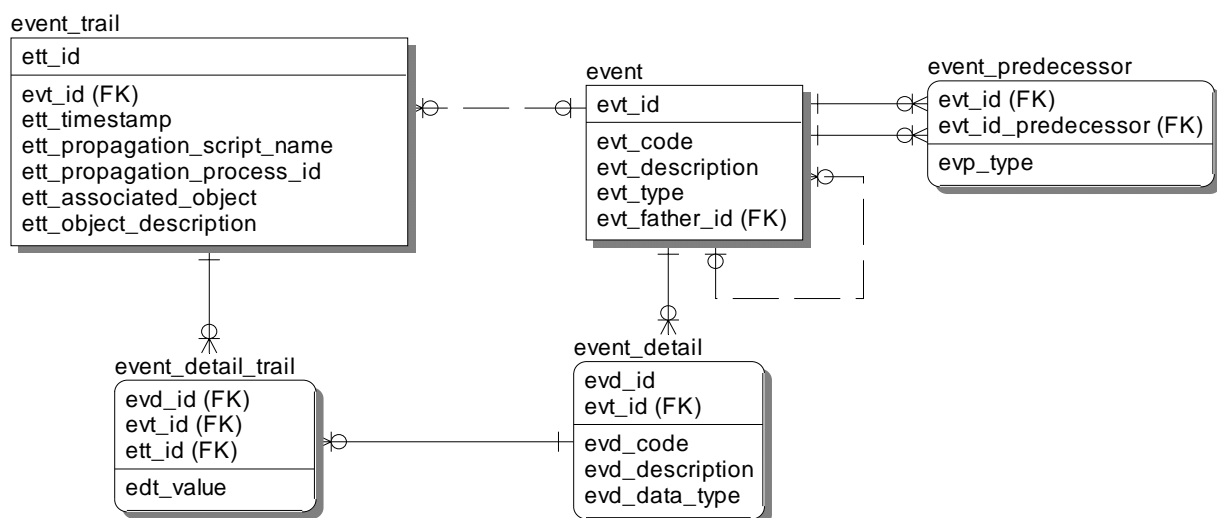 event_trail
ett_id
evt_id (FK)
ett_timestamp
ett_propagation_script_name
ett_propagation_process_id
ett_associated_object
ett_object_description
event
evt_id
evt_code
evt_description
evt_type
evt_father_id (FK)
event_predecessor
evt_id (FK)
evt_id_predecessor (FK)
evp_type
event_detail_trail
evd_id (FK)
evt_id (FK)
ett_id (FK)
edt_value
event_detail
evd_id
evt_id (FK)
evd_code
evd_description
evd_data_type